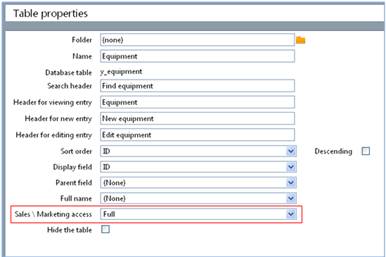 Table properties
Folder {none}
Name Equipment
Database table y_equipment
Search header Find equipment
Header for viewing entry Equipment
Header for new entry New equipment
Header for editing entry Edit equipment
Sort order ID Descending
Display field ID
Parent field {None}
Full name {None}
Sales \ Marketing access Full
Hide the table